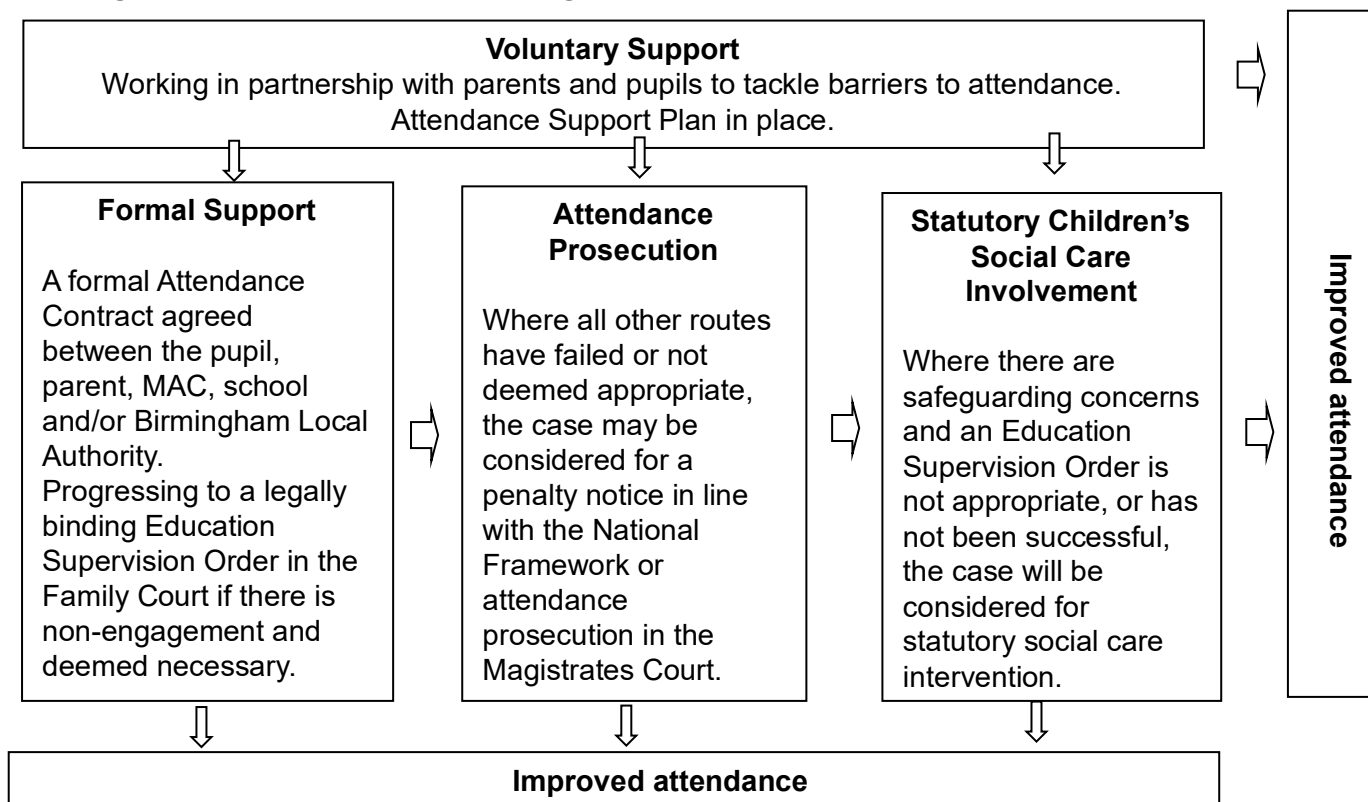 Voluntary Support
Working in partnership with parents and pupils to tackle barriers to attendance.
Attendance Support Plan in place.
Formal Support
A formal Attendance
Contract agreed
between the pupil,
parent, MAC, school
and/or Birmingham Local
Authority.
Progressing to a legally
binding Education
Supervision Order in the
Family Court if there is
non-engagement and
deemed necessary.
Attendance
Prosecution
Where all other routes
have failed or not
deemed appropriate,
the case may be
considered for a
penalty notice in line
with the National
Framework or
attendance
prosecution in the
Magistrates Court.
Statutory Children’s
Social Care
Involvement
Where there are
safeguarding concerns
and an Education
Supervision Order is
not appropriate, or has
not been successful,
the case will be
considered for
statutory social care
intervention.
Improved attendance
Improved attendance